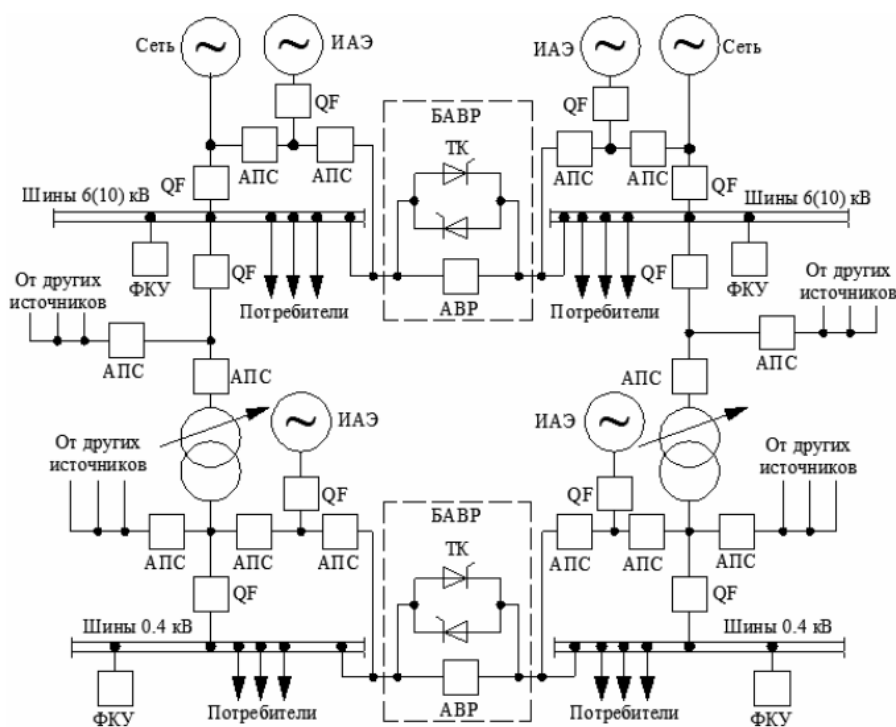 Сеть
ИАЭ
ИАЭ
Сеть
QF
QF
БАВР
ТК
АПС
АПС
АПС
АПС
QF
QF
Шины 6(10) кВ
Шины 6(10) кВ
QF
QF
ФКУ
Потребители
АВР
Потребители
ФКУ
От других
источников
От других
источников
АПС
АПС
АПС
АПС
ИАЭ
ИАЭ
От других
источников
От других
источников
QF
QF
БАВР
ТК
АПС
АПС
АПС
АПС
АПС
АПС
QF
QF
Шины 0.4 кВ
Шины 0.4 кВ
ФКУ
Потребители
АВР
Потребители
ФКУ